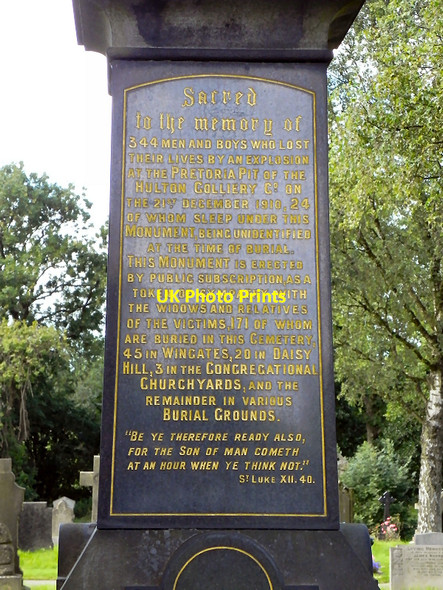 Sacred
to the memory of
344 MEN AND BOYS WHO LOST
THEIR LIVES BY AN EXPLOSION
AT THE PRETORIA PIT OF THE
HULTON COLLIERY Co. ON
THE 21ST DECEMBER 1910. 24
OF WHOM SLEEP UNDER THIS
MONUMENT BEING UNIDENTIFIED
AT THE TIME OF BURIAL.
THIS MONUMENT IS ERECTED
BY PUBLIC SUBSCRIPTION, AS A
UK Photo Prints
WITH
THE WIDOWS AND RELATIVES
OF THE VICTIMS, 171 OF WHOM
ARE BURIED IN THIS CEMETERY,
45 IN WINGATES, 20 IN DAISY
HILL, 3 IN THE CONGREGATIONAL
CHURCHYARDS, AND THE
REMAINDER IN VARIOUS
BURIAL GROUNDS.
"BE YE THEREFORE READY ALSO,
FOR THE SON OF MAN COMETH
AT AN HOUR WHEN YE THINK NOT."
ST LUKE XII. 40.